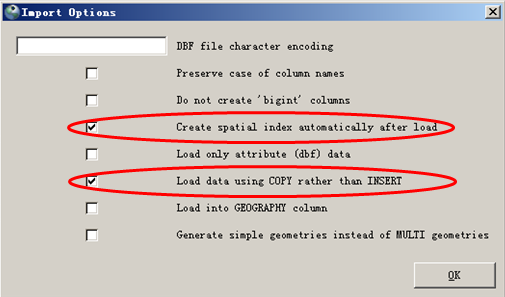 Import Options
DBF file character encoding
Preserve case of column names
Do not create 'bigint' columns
Create spatial index automatically after load
Load only attribute (dbf) data
Load data using COPY rather than INSERT
Load into GEOGRAPHY column
Generate simple geometries instead of MULTI geometries
OK